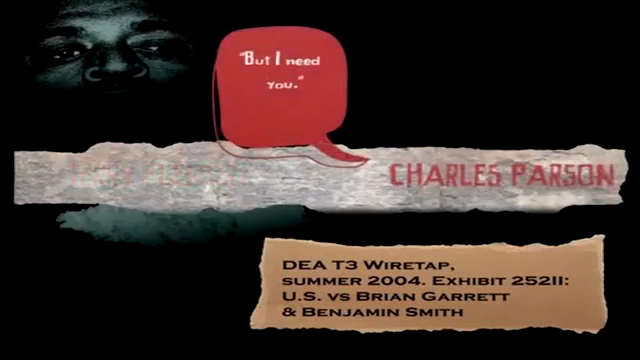 "But I need
you."
CHARLES PARSON
DEA T3 Wiretap,
summer 2004. Exhibit 252II:
U.S. vs Brian Garrett
& Benjamin Smith